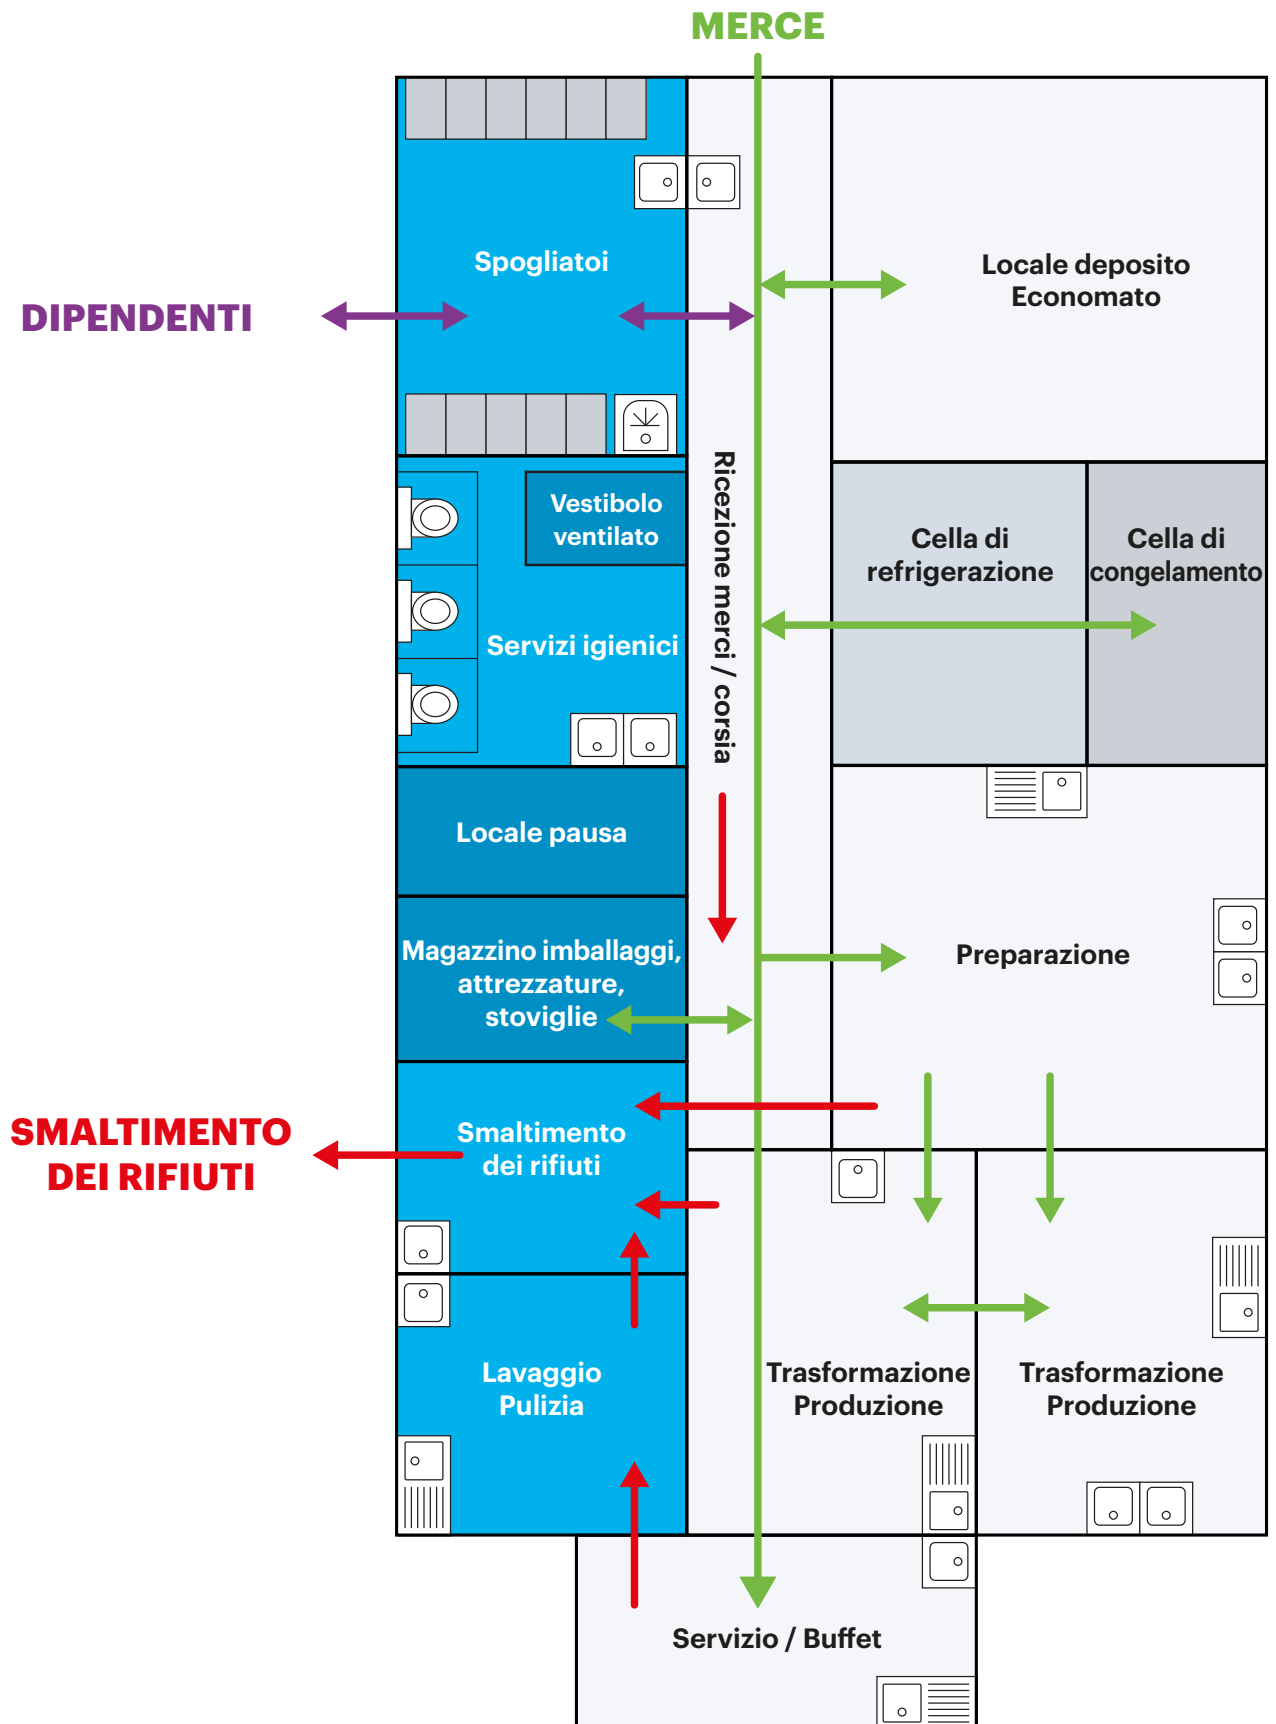 MERCE
Spogliatoi
Locale deposito
Economato
DIPENDENTI
Ricezione merci / corsia
Vestibolo
ventilato
Cella di
refrigerazione
Cella di
congelamento
Servizi igienici
Locale pausa
Magazzino imballaggi,
attrezzature,
stoviglie
Preparazione
SMALTIMENTO
DEI RIFIUTI
Smaltimento
dei rifiuti
Lavaggio
Pulizia
Trasformazione
Produzione
Trasformazione
Produzione
Servizio / Buffet